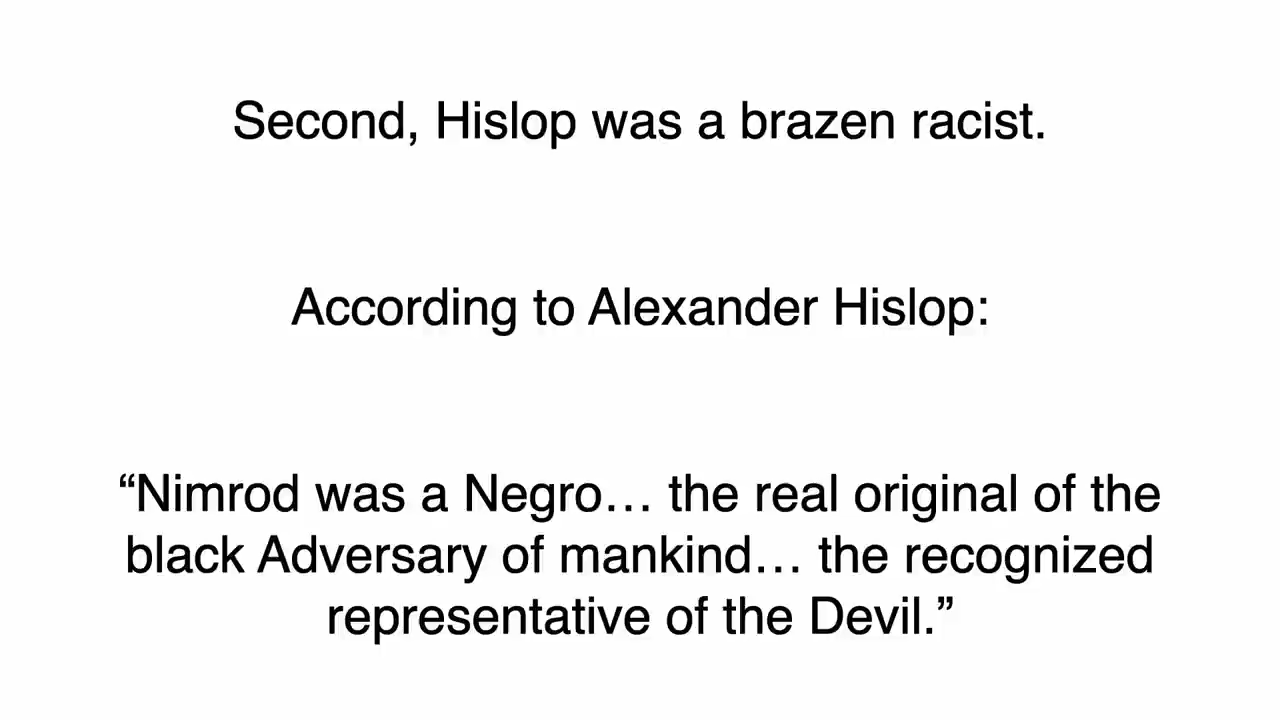 Second, Hislop was a brazen racist.
According to Alexander Hislop:
“Nimrod was a Negro… the real original of the
black Adversary of mankind… the recognized
representative of the Devil.”